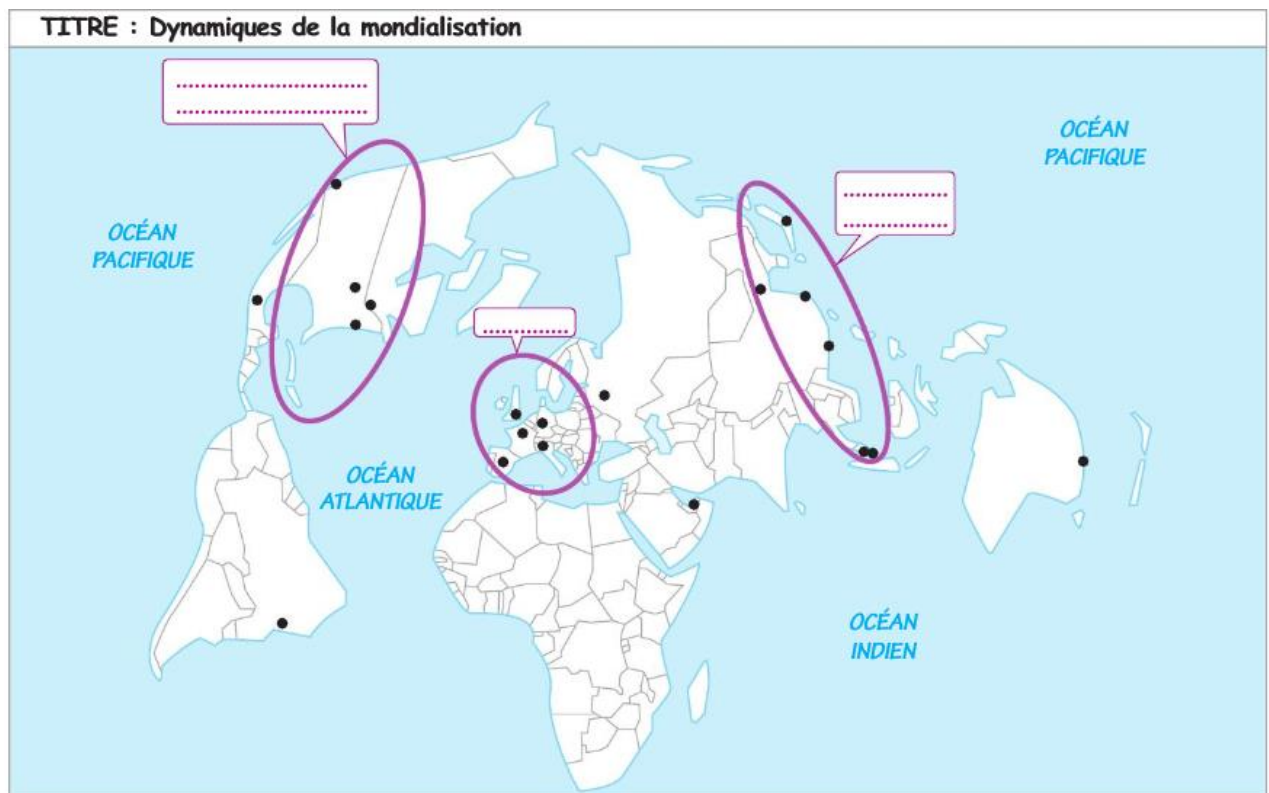 TITRE : Dynamiques de la mondialisation
OCÉAN
PACIFIQUE
OCÉAN
PACIFIQUE
OCÉAN
ATLANTIQUE
OCÉAN
INDIEN